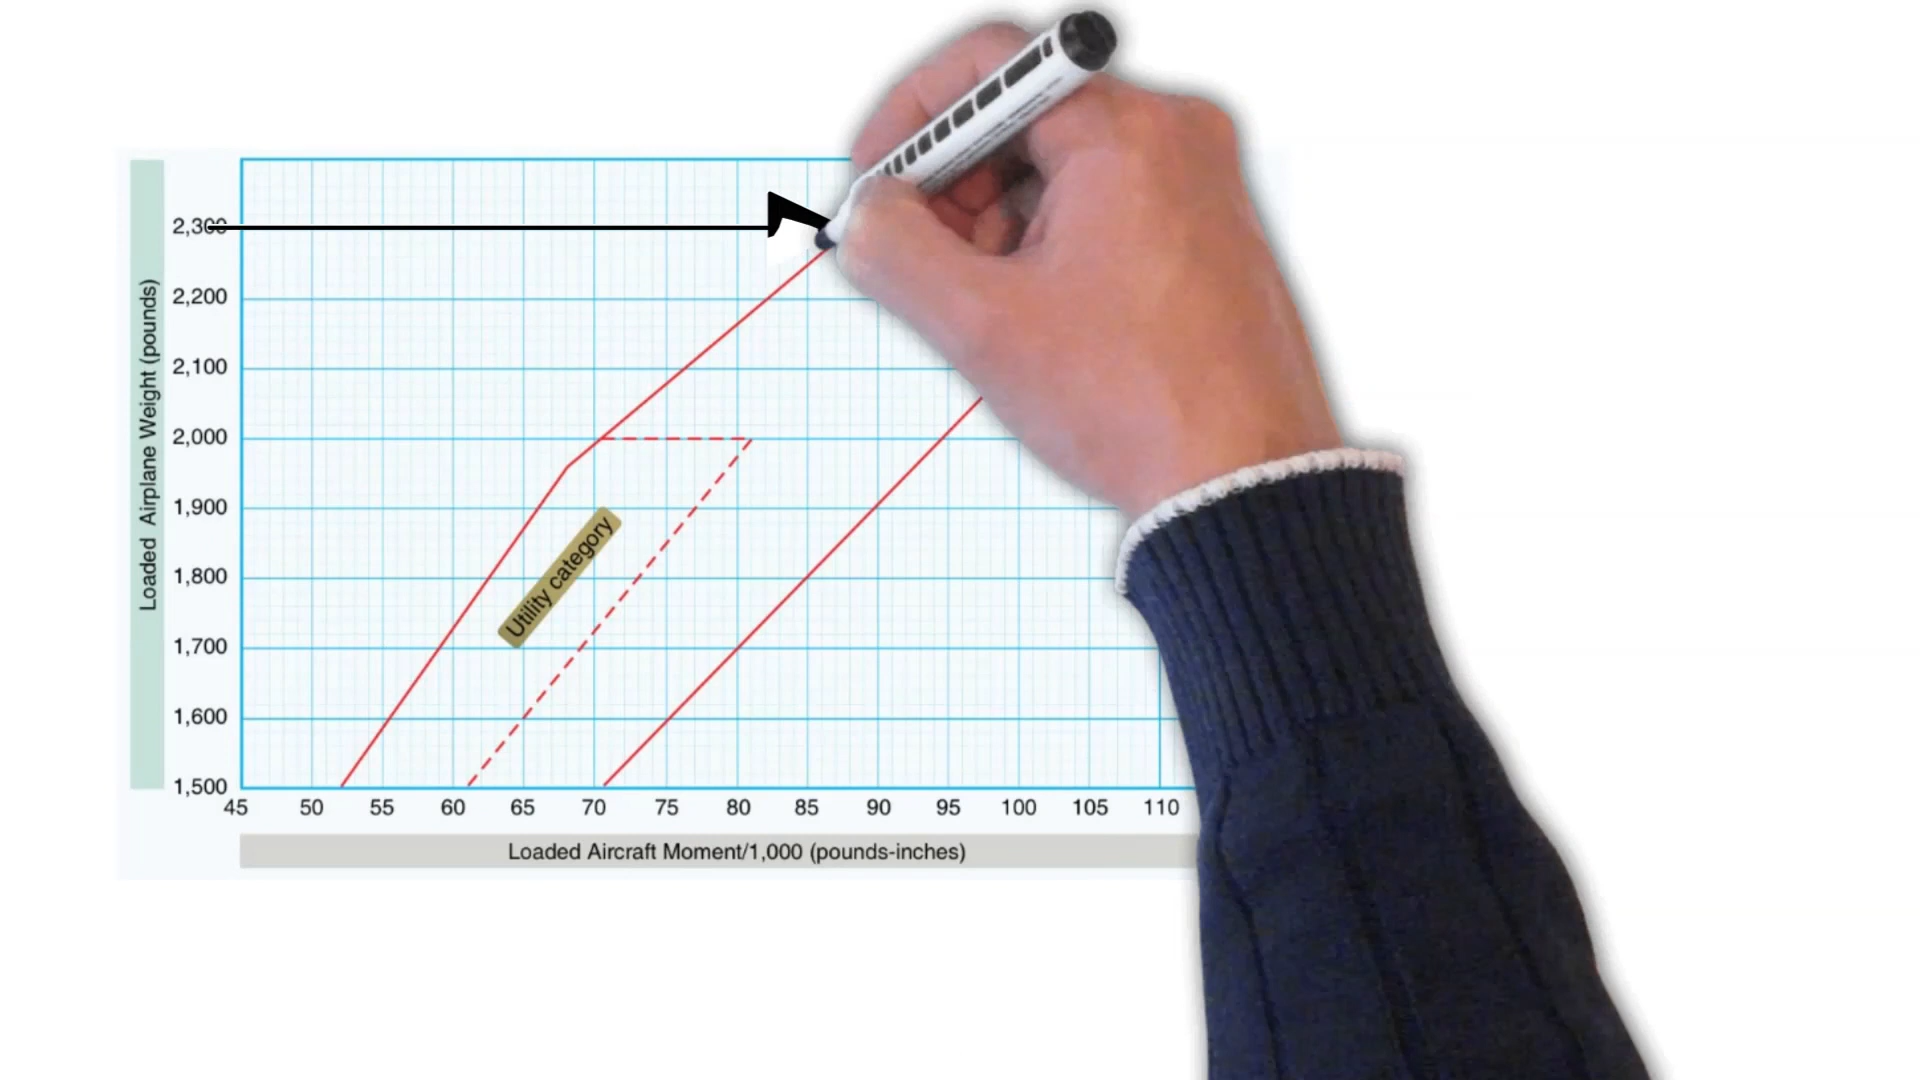 2,300
2,200
2,100
2,000
1,900
1,800
1,700
1,600
1,500
Loaded Airplane Weight (pounds)
Utility category
45 50 55 60 65 70 75 80 85 90 95 100 105 110
Loaded Aircraft Moment/1,000 (pounds-inches)